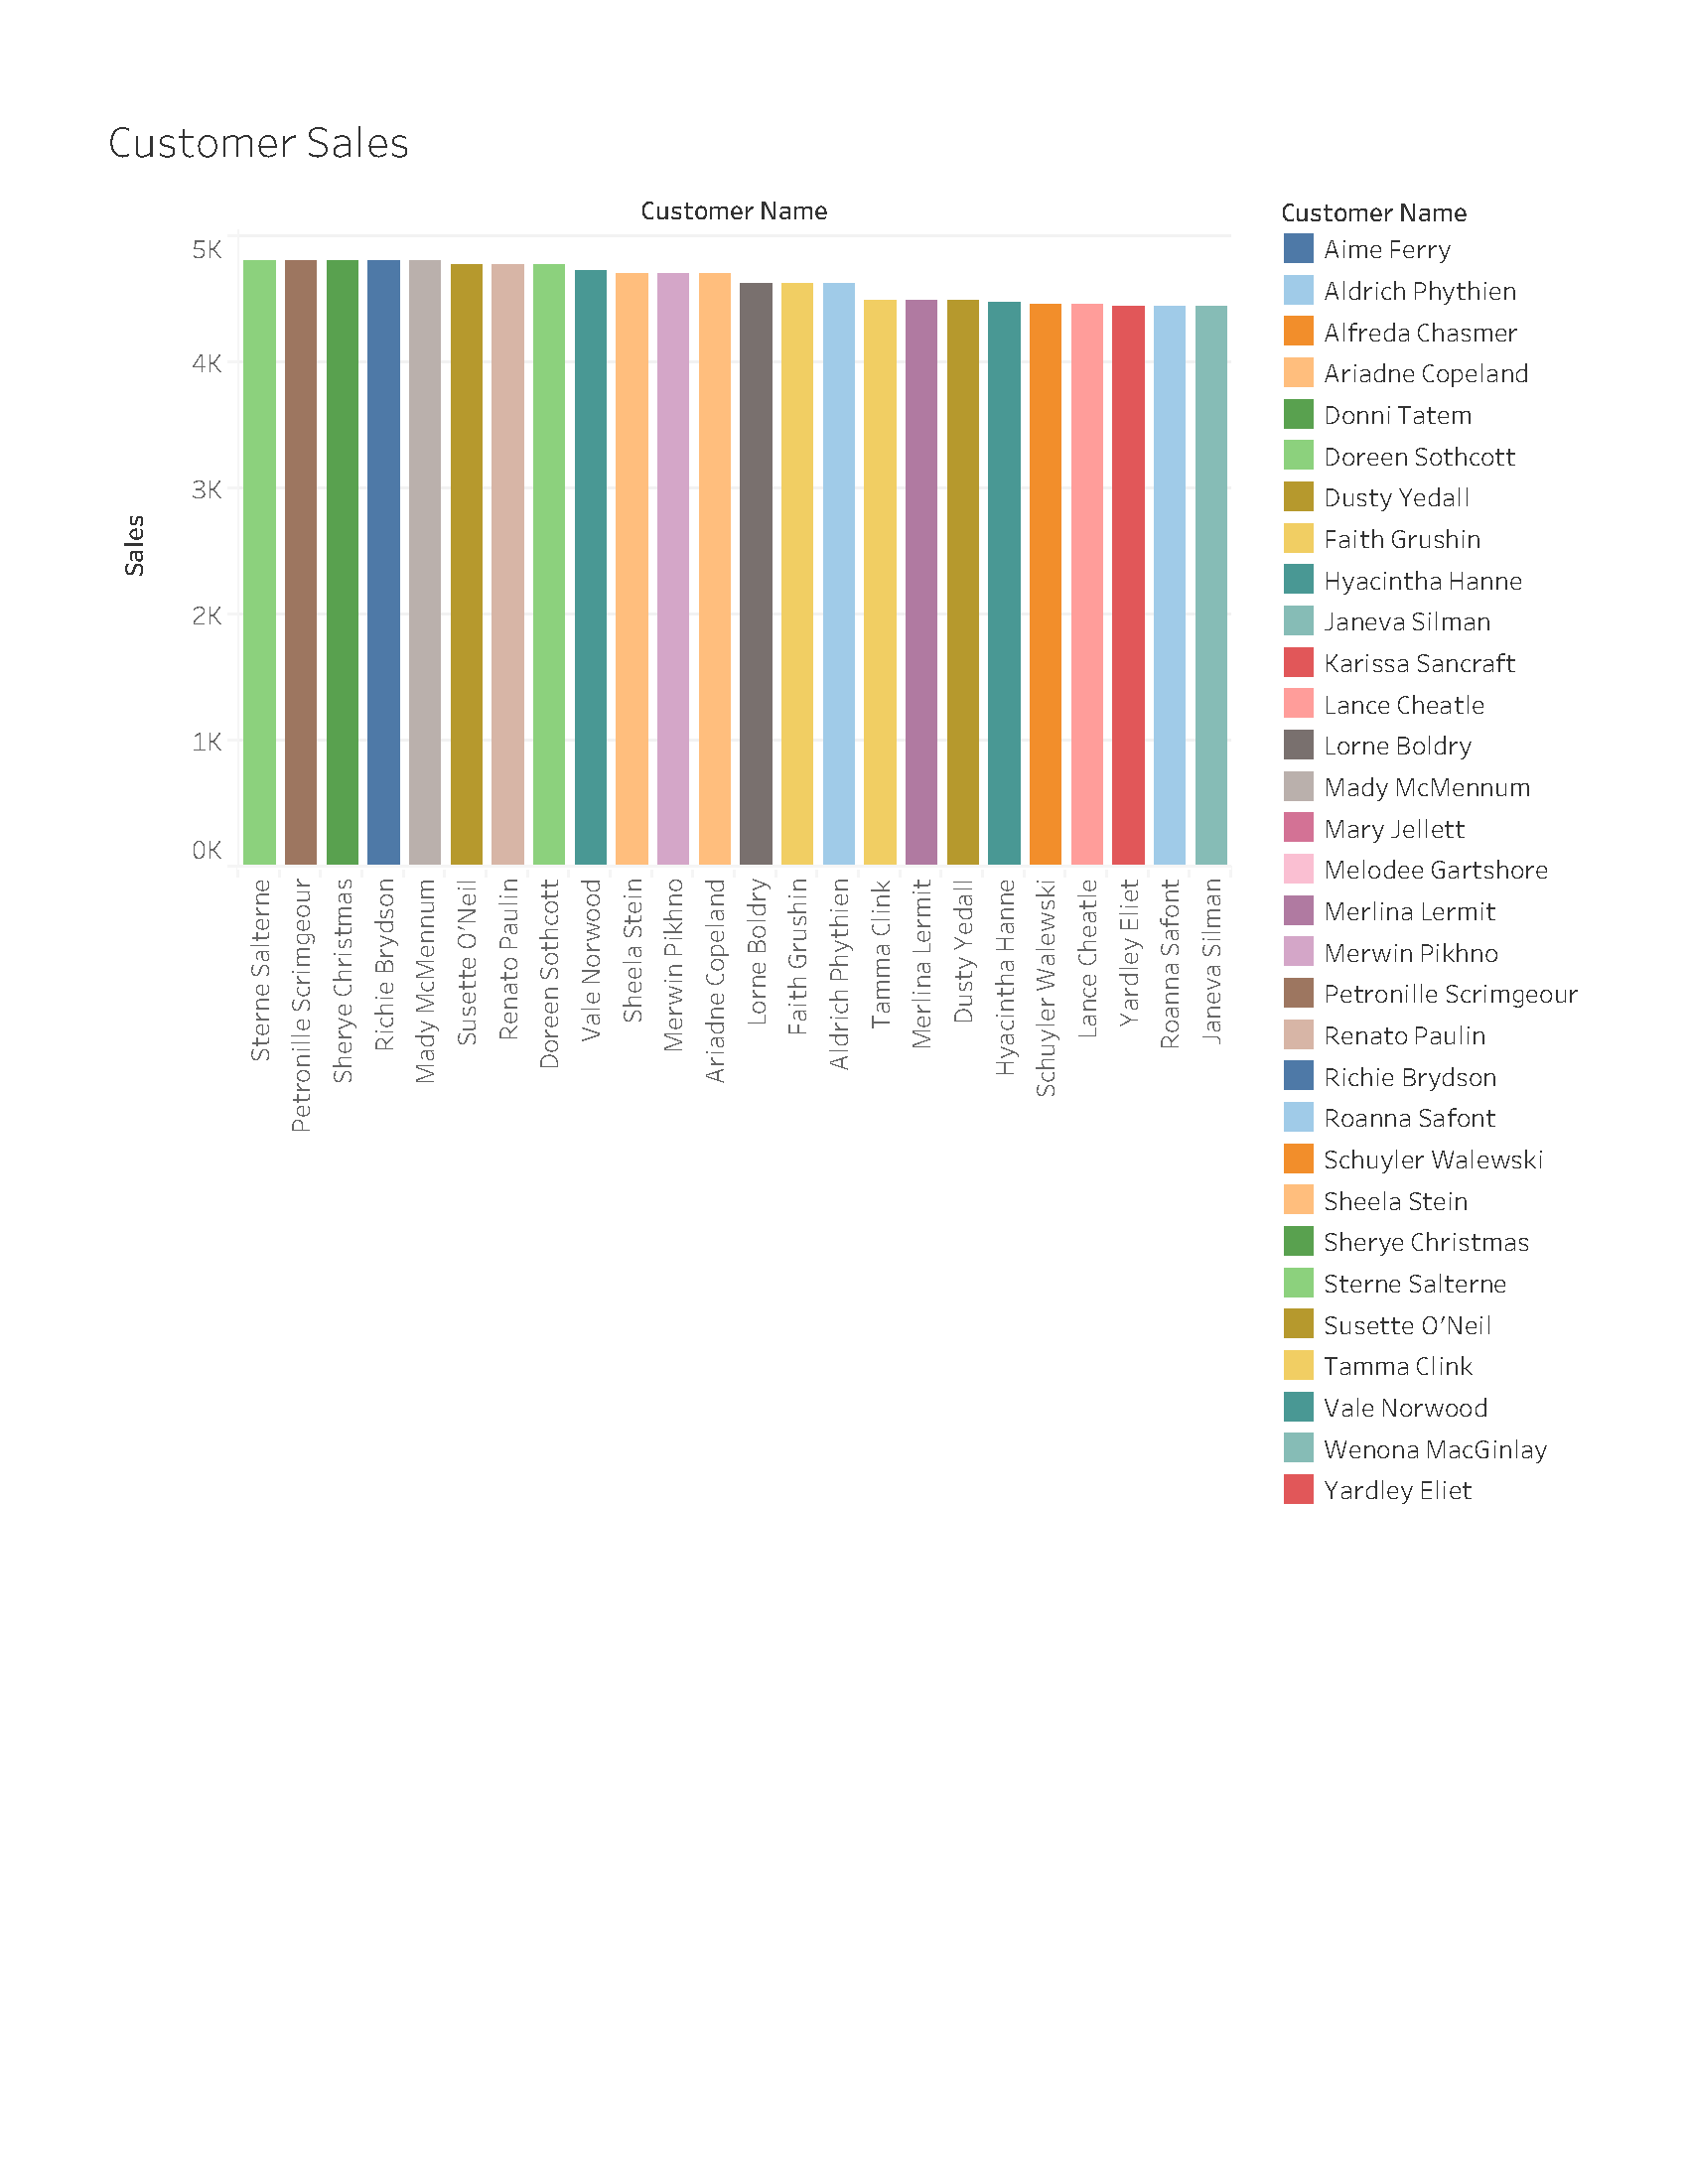 Customer Sales
Customer Name
5K
4K
3K
2K
1K
0K
Sales
Sterne Salterne
Petronille Scrimgeour
Sherye Christmas
Richie Brydson
Mady McMennum
Susette O'Neil
Renato Paulin
Doreen Sothcott
Vale Norwood
Sheela Stein
Merwin Pikhno
Ariadne Copeland
Lorne Boldry
Faith Grushin
Aldrich Phythien
Tamma Clink
Merlina Lermit
Dusty Yedall
Hyacintha Hanne
Schuyler Walewski
Lance Cheatle
Yardley Eliet
Roanna Safont
Janeva Silman
Customer Name
Aime Ferry
Aldrich Phythien
Alfreda Chasmer
Ariadne Copeland
Donni Tatem
Doreen Sothcott
Dusty Yedall
Faith Grushin
Hyacintha Hanne
Janeva Silman
Karissa Sancraft
Lance Cheatle
Lorne Boldry
Mady McMennum
Mary Jellett
Melodee Gartshore
Merlina Lermit
Merwin Pikhno
Petronille Scrimgeour
Renato Paulin
Richie Brydson
Roanna Safont
Schuyler Walewski
Sheela Stein
Sherye Christmas
Sterne Salterne
Susette O'Neil
Tamma Clink
Vale Norwood
Wenona MacGinlay
Yardley Eliet